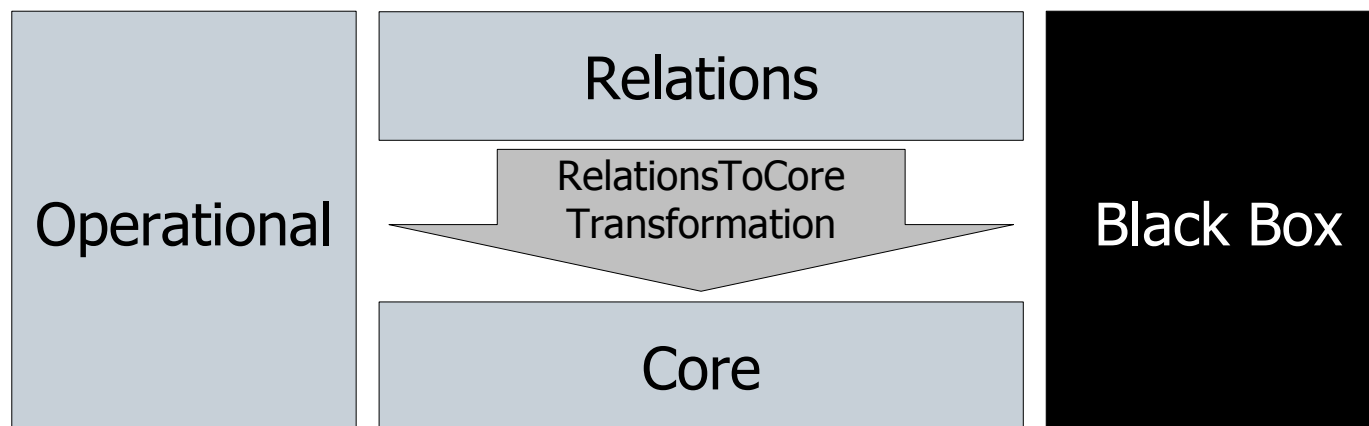 Operational
Relations
RelationsToCore
Transformation
Core
Black Box